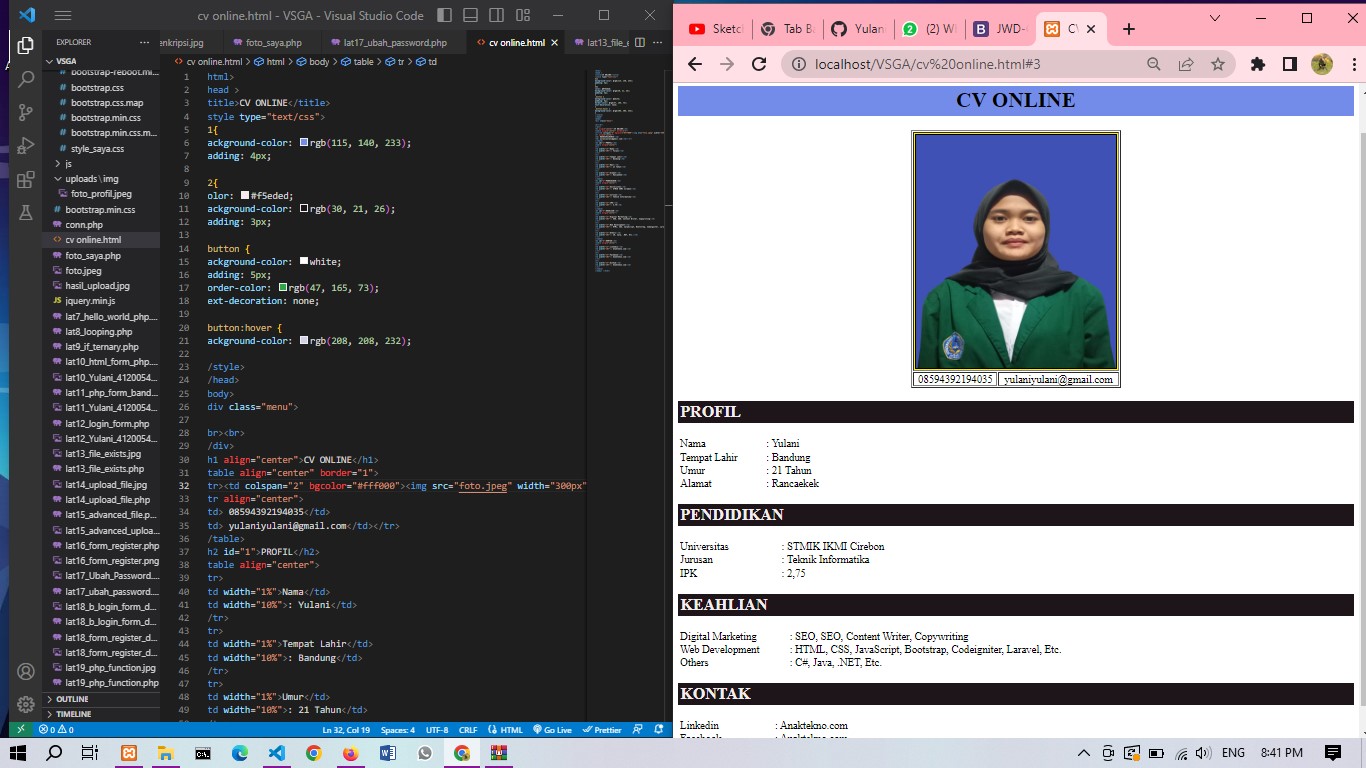 cv online.html - VSGA - Visual Studio Code
EXPLORER
VSGA
bootstrap-reboot.mi...
bootstrap.css
bootstrap.css.map
bootstrap.min.css
bootstrap.min.css.m...
style_saya.css
js
uploads \ img
foto_profil.jpeg
bootstrap.min.css
conn.php
cv online.html
foto_saya.php
foto.jpeg
hasil_upload.jpg
jquery.min.js
lat7_hello_world_php....
lat8_looping.php
lat9_if_ternary.php
lat10_html_form_php....
lat10_Yulani_4120054...
lat11_php_form_band...
lat11_Yulani_4120054...
lat12_login_form.php
lat12_Yulani_4120054...
lat13_file_exists.jpg
lat13_file_exists.php
lat14_upload_file.jpg
lat14_upload_file.php
lat15_advanced_file.p...
lat15_advanced_uploa...
lat16_form_register.php
lat16_form_register.png
lat17_Ubah_Password....
lat17_ubah_password....
lat18_b_login_form_d...
lat18_b_login_form_d...
lat18_form_register_d...
lat18_form_register_d...
lat19_php_function.jpg
lat19_php_function.php
OUTLINE
TIMELINE
enkripsi.jpg foto_saya.php lat17_ubah_password.php cv online.html lat13_file_e
cv online.html > html > body > table > tr > td
1 html>
2 head >
3 title>CV ONLINE</title>
4 style type="text/css">
5 1{
6 ackground-color: rgb(115, 140, 233);
7 adding: 4px;
8
9 2{
10 olor: #f5eded;
11 ackground-color: rgb(30, 21, 26);
12 adding: 3px;
13
14 button {
15 ackground-color: white;
16 adding: 5px;
17 order-color: rgb(47, 165, 73);
18 ext-decoration: none;
19
20 button:hover {
21 ackground-color: rgb(208, 208, 232);
22
23 /style>
24 /head>
25 body>
26 div class="menu">
27
28 br><br>
29 /div>
30 h1 align="center">CV ONLINE</h1>
31 table align="center" border="1">
32 tr><td colspan="2" bgcolor="#fff000"><img src="foto.jpeg" width="300px"
33 tr align="center">
34 td> 08594392194035</td>
35 td> yulaniyulani@gmail.com</td></tr>
36 /table>
37 h2 id="1">PROFIL</h2>
38 table align="center">
39 tr>
40 td width="1%">Nama</td>
41 td width="10%">: Yulani</td>
42 /tr>
43 tr>
44 td width="1%">Tempat Lahir</td>
45 td width="10%">: Bandung</td>
46 /tr>
47 tr>
48 td width="1%">Umur</td>
49 td width="10%">: 21 Tahun</td>
0 0 Ln 32, Col 19 Spaces: 4 UTF-8 CRLF HTML Go Live Prettier
Sketc Tab Ba Yulan (2) W JWD- CV
localhost/VSGA/cv%20online.html#3
CV ONLINE
08594392194035 yulaniyulani@gmail.com
PROFIL
Nama : Yulani
Tempat Lahir : Bandung
Umur : 21 Tahun
Alamat : Rancaekek
PENDIDIKAN
Universitas : STMIK IKMI Cirebon
Jurusan : Teknik Informatika
IPK : 2,75
KEAHLIAN
Digital Marketing : SEO, SEO, Content Writer, Copywriting
Web Development : HTML, CSS, JavaScript, Bootstrap, Codeigniter, Laravel, Etc.
Others : C#, Java, .NET, Etc.
KONTAK
Linkedin : Anaktekno.com
Facebook : Anaktekno.com
ENG 8:41 PM